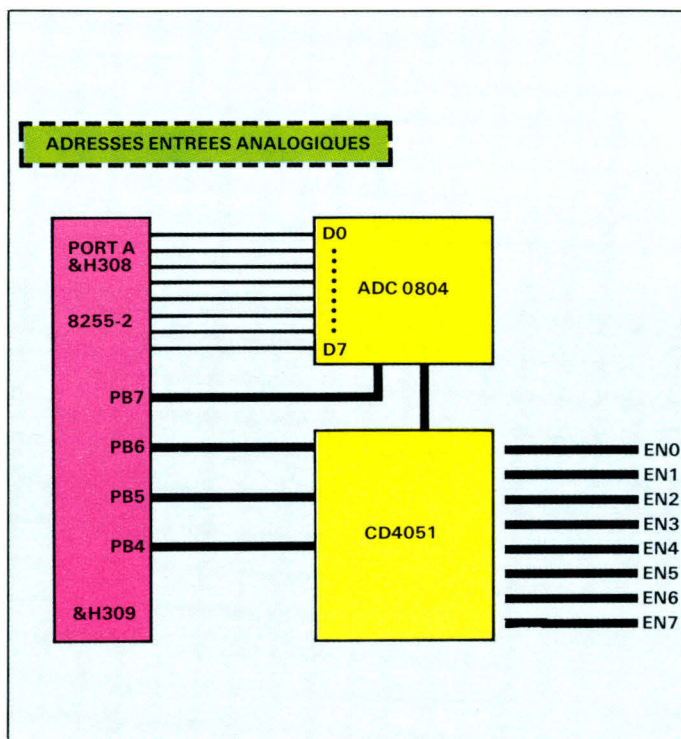 ADRESSES ENTREES ANALOGIQUES
PORT A
&H308
8255-2
PB7
PB6
PB5
PB4
&H309
D0
ADC 0804
D7
CD4051
EN0
EN1
EN2
EN3
EN4
EN5
EN6
EN7